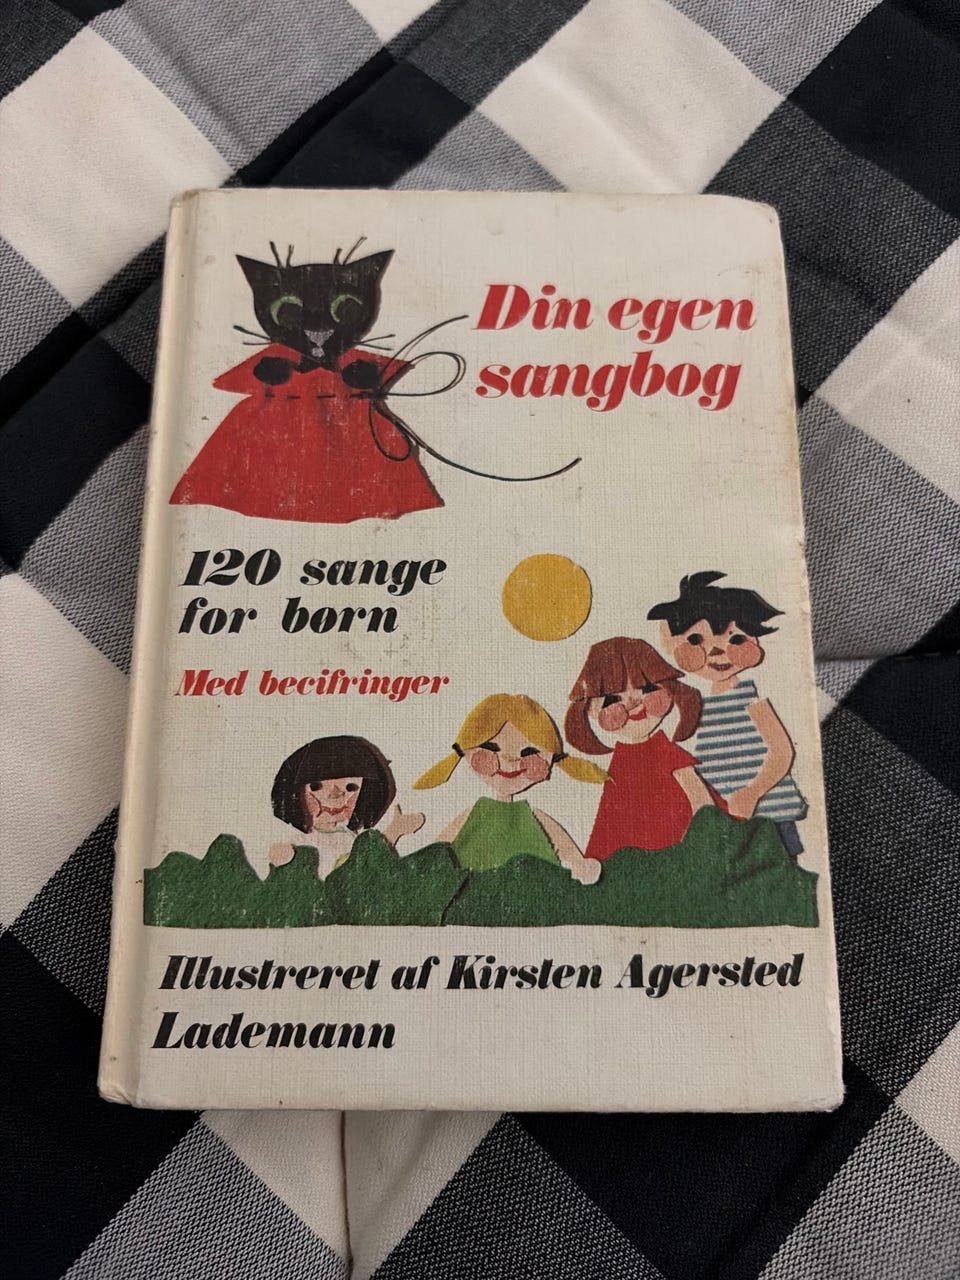 Din egen
sangbog
120 sange
for børn
Med becifringer
Illustreret af Kirsten Agersted
Lademann